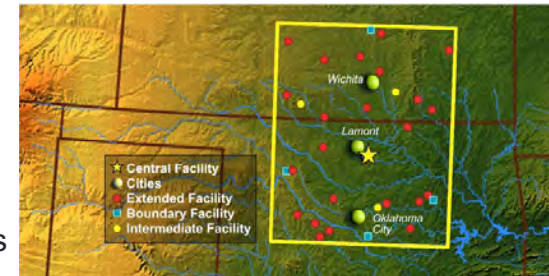 Wichita
Lamont
Central Facility
Cities
Extended Facility
Boundary Facility
Intermediate Facility
Oklahoma
City
s